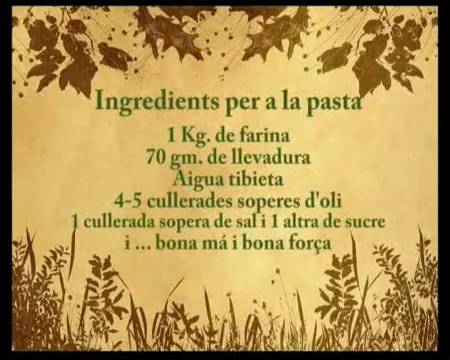 Ingredients per a la pasta
1 Kg. de farina
70 gm. de llevadura
Aigua tibieta
4-5 cullerades soperes d'oli
1 cullerada sopera de sal i 1 altra de sucre
i ... bona má i bona força